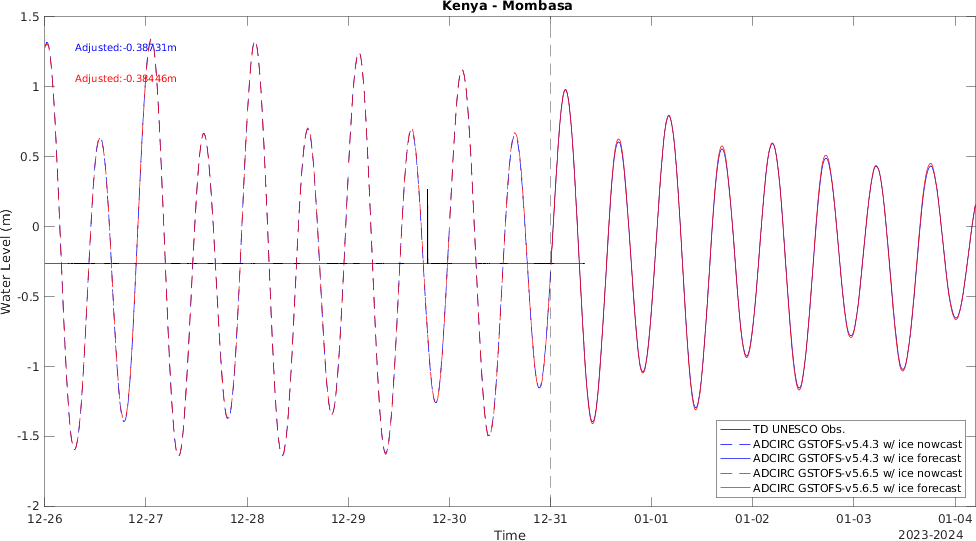 Kenya - Mombasa
Adjusted:-0.38731m
Adjusted:-0.38446m
Water Level (m)
1.5
1
0.5
0
-0.5
-1
-1.5
-2
12-26
12-27
12-28
12-29
12-30
12-31
01-01
01-02
01-03
01-04
Time
2023-2024
TD UNESCO Obs.
ADCIRC GSTOFS-v5.4.3 w/ ice nowcast
ADCIRC GSTOFS-v5.4.3 w/ ice forecast
ADCIRC GSTOFS-v5.6.5 w/ ice nowcast
ADCIRC GSTOFS-v5.6.5 w/ ice forecast